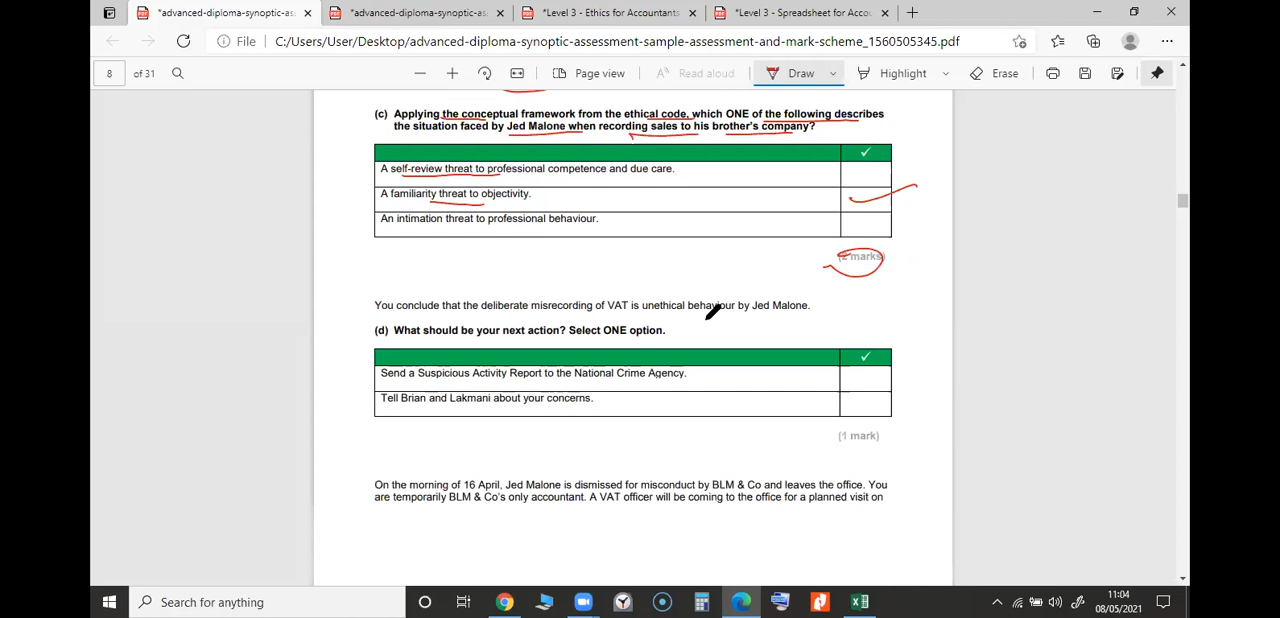 *advanced-diploma-synoptic-ass
*advanced-diploma-synoptic-ass
*Level 3 - Ethics for Accountants
*Level 3 - Spreadsheet for Accou
File
C:/Users/User/Desktop/advanced-diploma-synoptic-assessment-sample-assessment-and-mark-scheme_1560505345.pdf
8 of 31
Page view
Read aloud
Draw
Highlight
Erase
(c) Applying the conceptual framework from the ethical code, which ONE of the following describes
the situation faced by Jed Malone when recording sales to his brother's company?
A self-review threat to professional competence and due care.
A familiarity threat to objectivity.
An intimation threat to professional behaviour.
(2 marks)
You conclude that the deliberate misrecording of VAT is unethical behaviour by Jed Malone.
(d) What should be your next action? Select ONE option.
Send a Suspicious Activity Report to the National Crime Agency.
Tell Brian and Lakmani about your concerns.
(1 mark)
On the morning of 16 April, Jed Malone is dismissed for misconduct by BLM & Co and leaves the office. You
are temporarily BLM & Co's only accountant. A VAT officer will be coming to the office for a planned visit on
Search for anything
11:04
08/05/2021